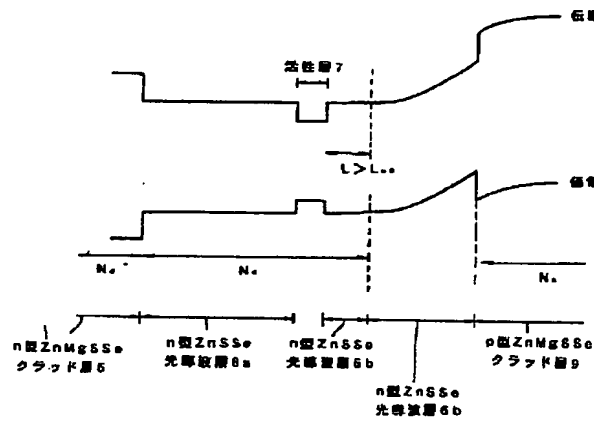 伝導
活性層7
価電
Nd
Nd
Na
n型ZnMgSSe
クラッド層5
n型ZnSSe
光導波層6a
n型ZnSSe
光導波層6b
p型ZnMgSSe
クラッド層9
n型ZnSSe
光導波層6b